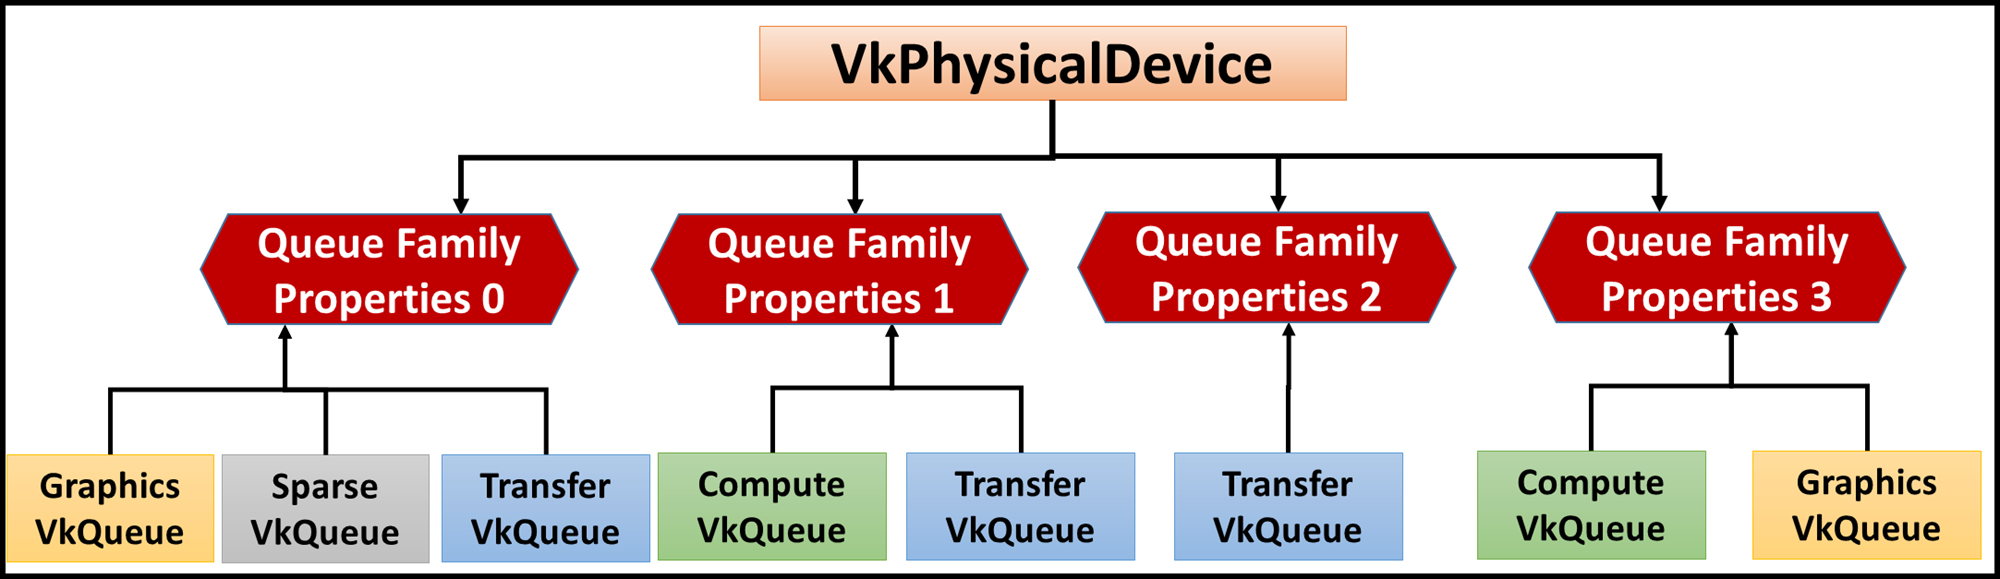 VkPhysicalDevice
Queue Family
Properties 0
Queue Family
Properties 1
Queue Family
Properties 2
Queue Family
Properties 3
Graphics
VkQueue
Sparse
VkQueue
Transfer
VkQueue
Compute
VkQueue
Transfer
VkQueue
Transfer
VkQueue
Compute
VkQueue
Graphics
VkQueue